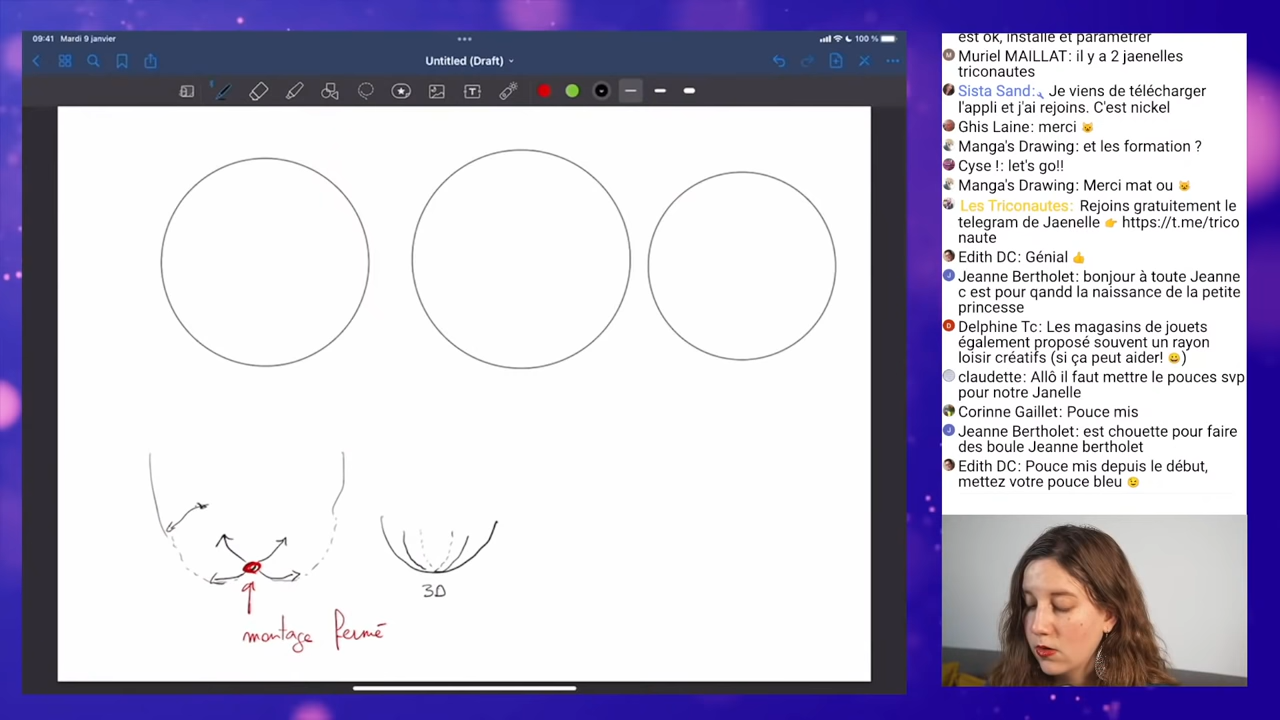 09:41 Mardi 9 janvier
100 %
Untitled (Draft)
3D
montage fermé
est ok, installé et paramétrer
Muriel MAILLAT: il y a 2 jaenelles
triconautes
Sista Sand: Je viens de télécharger
l'appli et j'ai rejoins. C'est nickel
Ghis Laine: merci 😺
Manga's Drawing: et les formation ?
Cyse !: let's go!!
Manga's Drawing: Merci mat ou 😺
Les Triconautes: Rejoins gratuitement le
telegram de Jaenelle 👉 https://t.me/trico
naute
Edith DC: Génial 👍
Jeanne Bertholet: bonjour à toute Jeanne
c est pour qandd la naissance de la petite
princesse
Delphine Tc: Les magasins de jouets
également proposé souvent un rayon
loisir créatifs (si ça peut aider! 😀)
claudette: Allô il faut mettre le pouces svp
pour notre Janelle
Corinne Gaillet: Pouce mis
Jeanne Bertholet: est chouette pour faire
des boule Jeanne bertholet
Edith DC: Pouce mis depuis le début,
mettez votre pouce bleu 😉